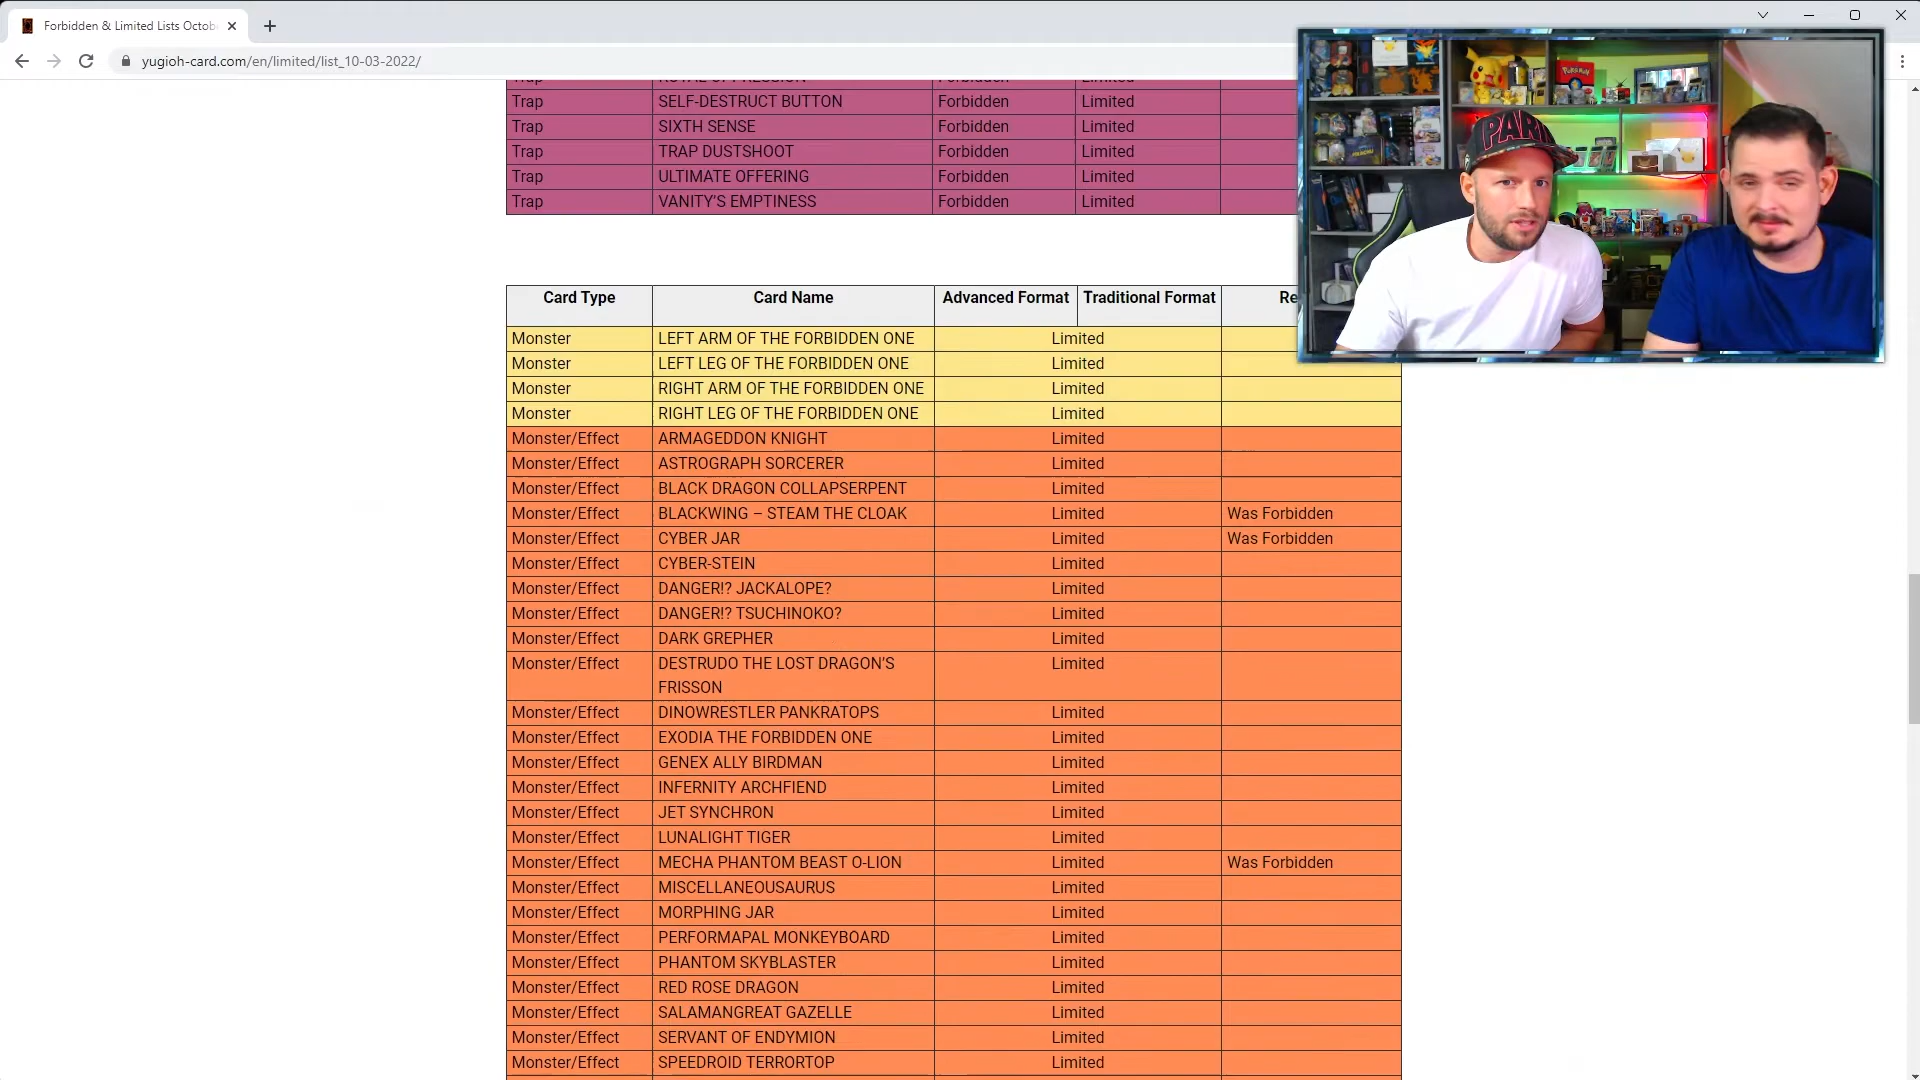 Forbidden & Limited Lists Octob
yugioh-card.com/en/limited/list_10-03-2022/
Trap SELF-DESTRUCT BUTTON Forbidden Limited
Trap SIXTH SENSE Forbidden Limited
Trap TRAP DUSTSHOOT Forbidden Limited
Trap ULTIMATE OFFERING Forbidden Limited
Trap VANITY’S EMPTINESS Forbidden Limited
Card Type Card Name Advanced Format Traditional Format Re
Monster LEFT ARM OF THE FORBIDDEN ONE Limited
Monster LEFT LEG OF THE FORBIDDEN ONE Limited
Monster RIGHT ARM OF THE FORBIDDEN ONE Limited
Monster RIGHT LEG OF THE FORBIDDEN ONE Limited
Monster/Effect ARMAGEDDON KNIGHT Limited
Monster/Effect ASTROGRAPH SORCERER Limited
Monster/Effect BLACK DRAGON COLLAPSERPENT Limited
Monster/Effect BLACKWING – STEAM THE CLOAK Limited Was Forbidden
Monster/Effect CYBER JAR Limited Was Forbidden
Monster/Effect CYBER-STEIN Limited
Monster/Effect DANGER!? JACKALOPE? Limited
Monster/Effect DANGER!? TSUCHINOKO? Limited
Monster/Effect DARK GREPHER Limited
Monster/Effect DESTRUDO THE LOST DRAGON’S Limited
FRISSON
Monster/Effect DINOWRESTLER PANKRATOPS Limited
Monster/Effect EXODIA THE FORBIDDEN ONE Limited
Monster/Effect GENEX ALLY BIRDMAN Limited
Monster/Effect INFERNITY ARCHFIEND Limited
Monster/Effect JET SYNCHRON Limited
Monster/Effect LUNALIGHT TIGER Limited
Monster/Effect MECHA PHANTOM BEAST O-LION Limited Was Forbidden
Monster/Effect MISCELLANEOUSAURUS Limited
Monster/Effect MORPHING JAR Limited
Monster/Effect PERFORMAPAL MONKEYBOARD Limited
Monster/Effect PHANTOM SKYBLASTER Limited
Monster/Effect RED ROSE DRAGON Limited
Monster/Effect SALAMANGREAT GAZELLE Limited
Monster/Effect SERVANT OF ENDYMION Limited
Monster/Effect SPEEDROID TERRORTOP Limited